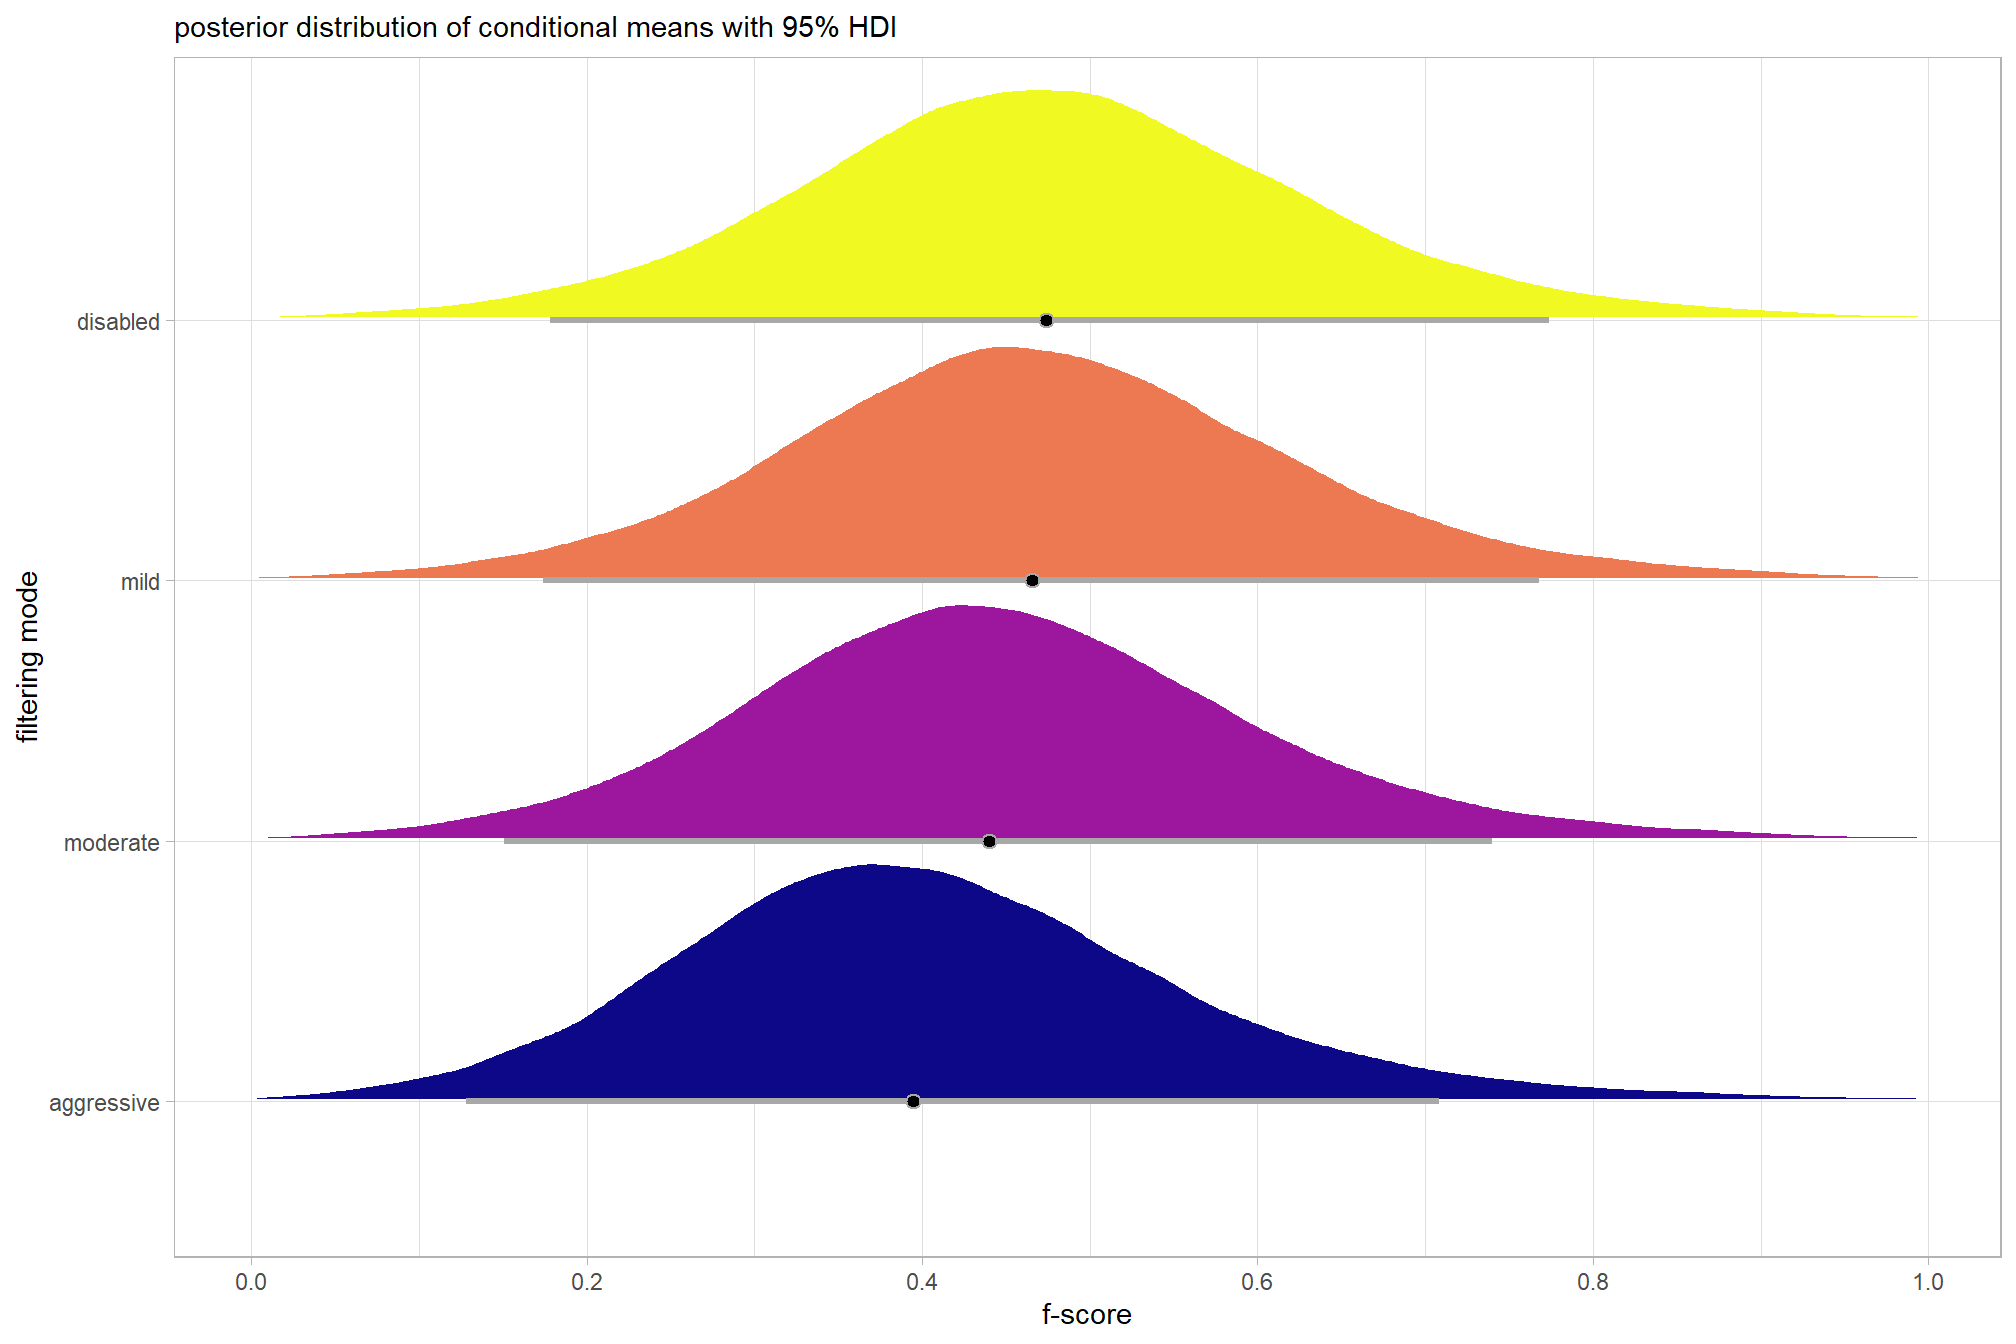 posterior distribution of conditional means with 95% HDI
filtering mode
disabled
mild
moderate
aggressive
0.0 0.2 0.4 0.6 0.8 1.0
f-score